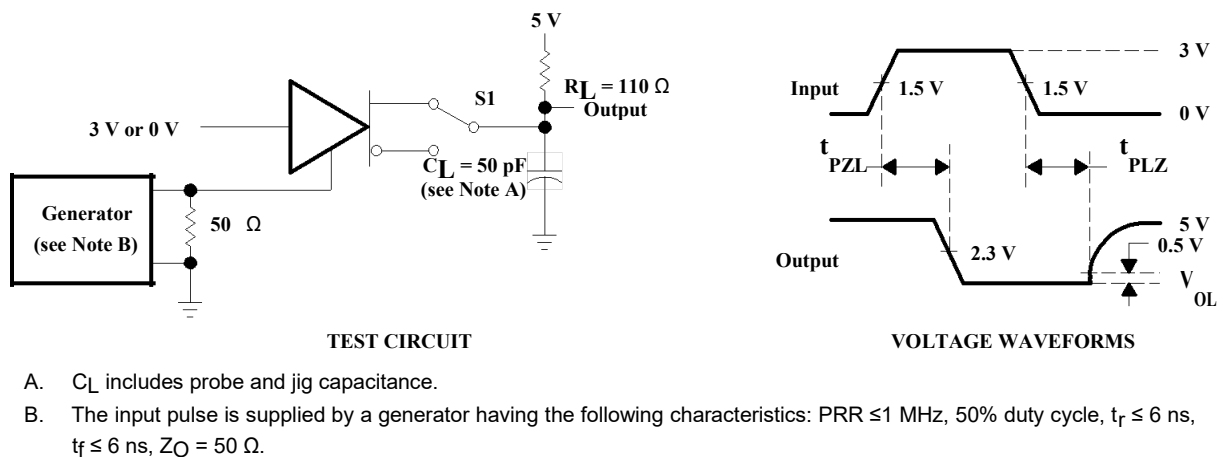 5 V
RL = 110 Ω
Output
S1
3 V or 0 V
CL = 50 pF
(see Note A)
Generator
(see Note B)
50 Ω
TEST CIRCUIT
3 V
Input
1.5 V
1.5 V
0 V
tPZL
tPLZ
5 V
0.5 V
Output
2.3 V
VOL
VOLTAGE WAVEFORMS
A. CL includes probe and jig capacitance.
B. The input pulse is supplied by a generator having the following characteristics: PRR ≤1 MHz, 50% duty cycle, tr ≤ 6 ns,
tf ≤ 6 ns, ZO = 50 Ω.